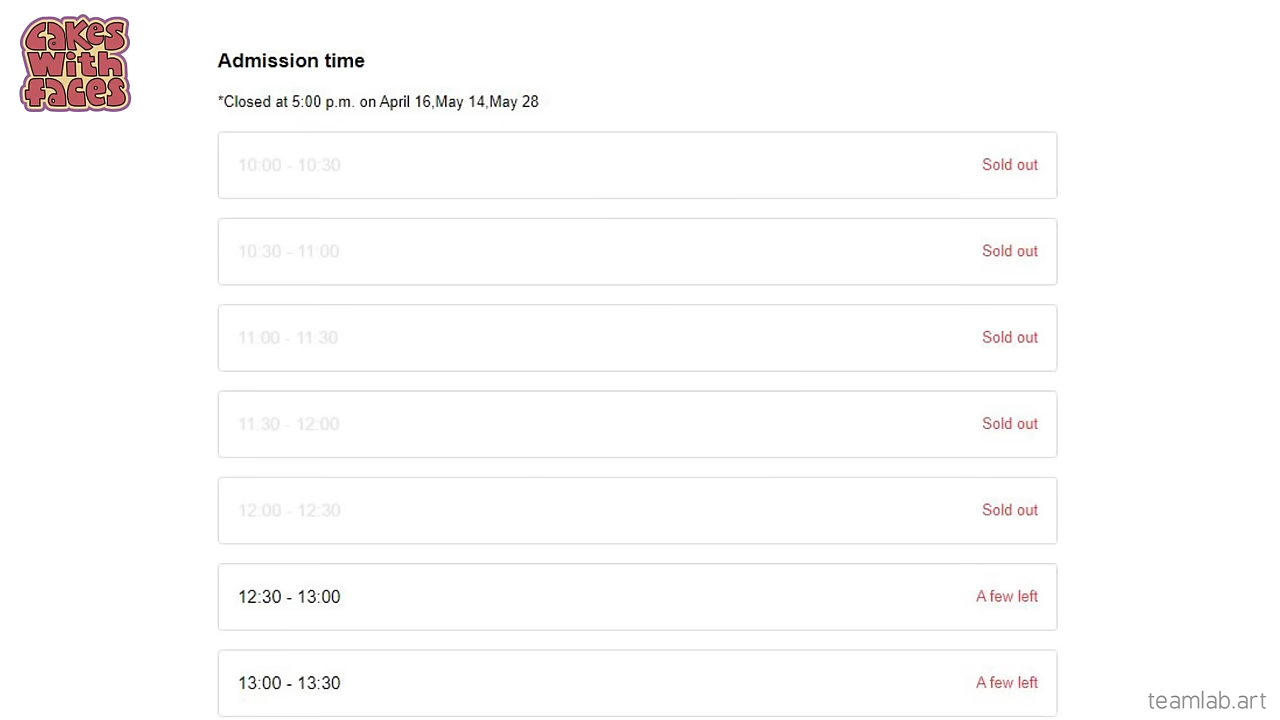 Cakes
With
faces
Admission time
*Closed at 5:00 p.m. on April 16,May 14,May 28
10:00 - 10:30 Sold out
10:30 - 11:00 Sold out
11:00 - 11:30 Sold out
11:30 - 12:00 Sold out
12:00 - 12:30 Sold out
12:30 - 13:00 A few left
13:00 - 13:30 A few left
teamlab.art